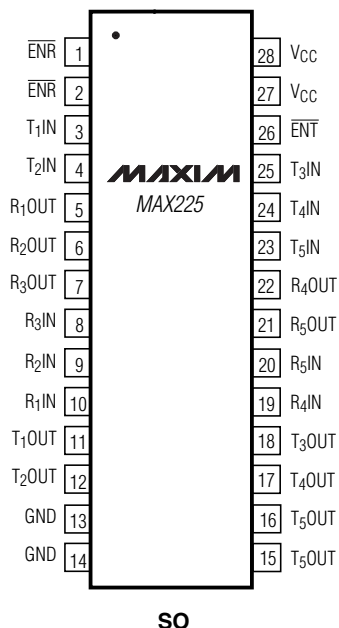 ENR 1
ENR 2
T1IN 3
T2IN 4
R1OUT 5
R2OUT 6
R3OUT 7
R3IN 8
R2IN 9
R1IN 10
T1OUT 11
T2OUT 12
GND 13
GND 14
MAXIM
MAX225
28 VCC
27 VCC
26 ENT
25 T3IN
24 T4IN
23 T5IN
22 R4OUT
21 R5OUT
20 R5IN
19 R4IN
18 T3OUT
17 T4OUT
16 T5OUT
15 T5OUT
SO